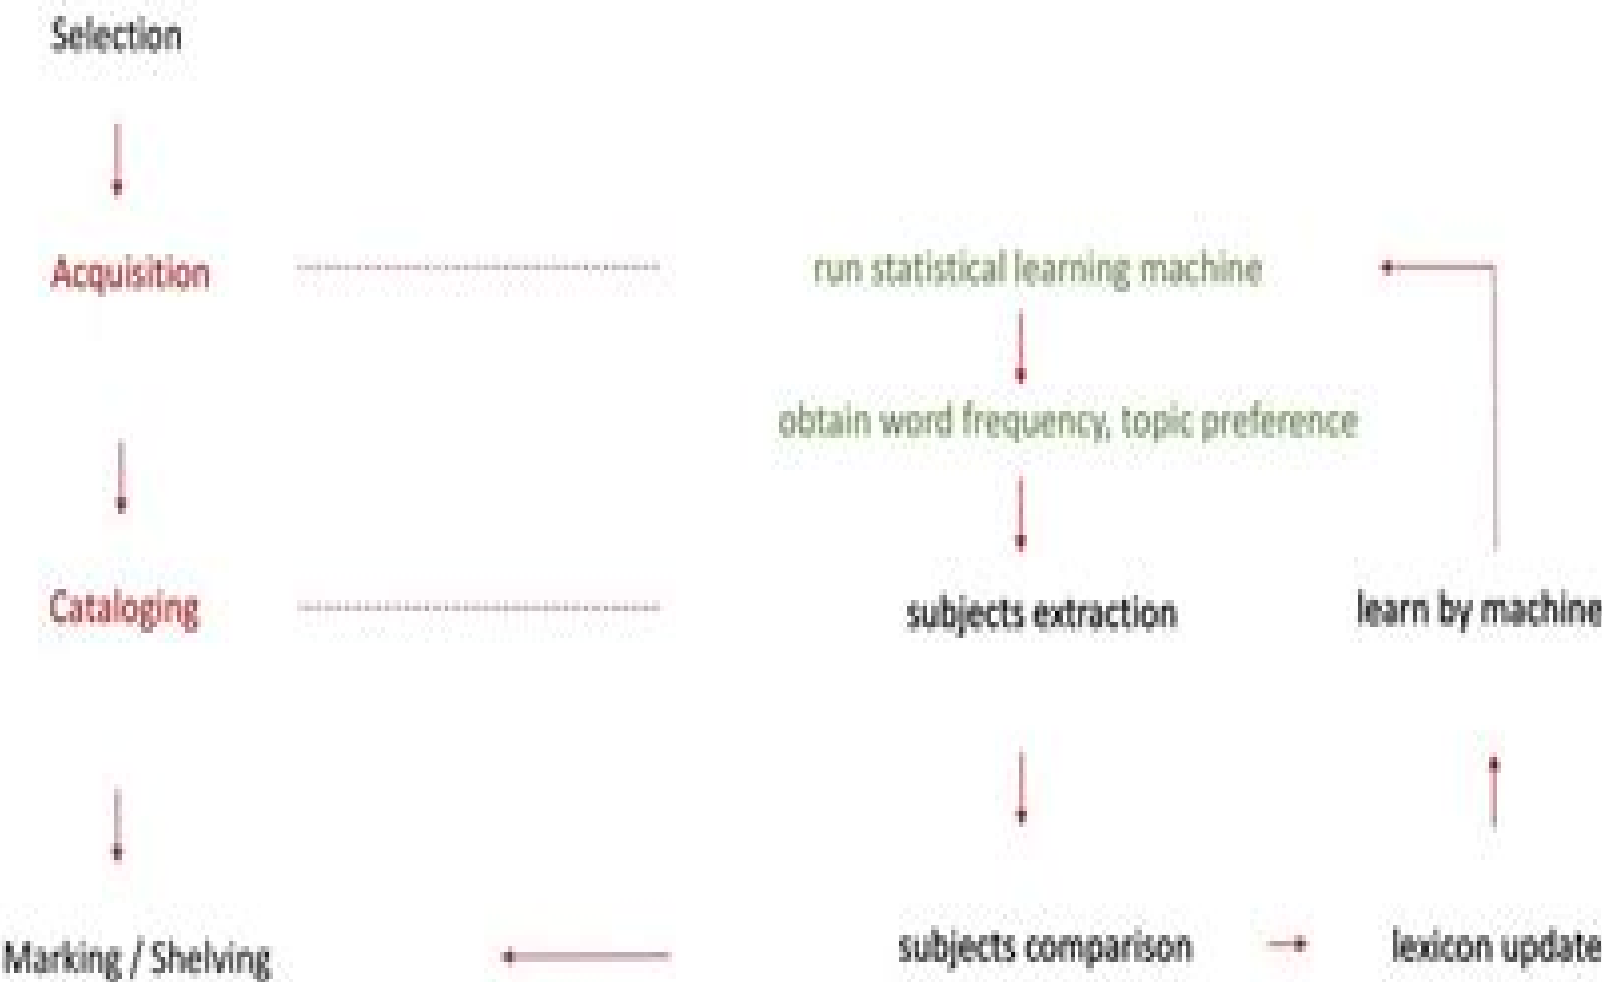 Selection
Acquisition
run statistical learning machine
obtain word frequency, topic preference
Cataloging
subjects extraction
learn by machine
Marking / Shelving
subjects comparison
lexicon update